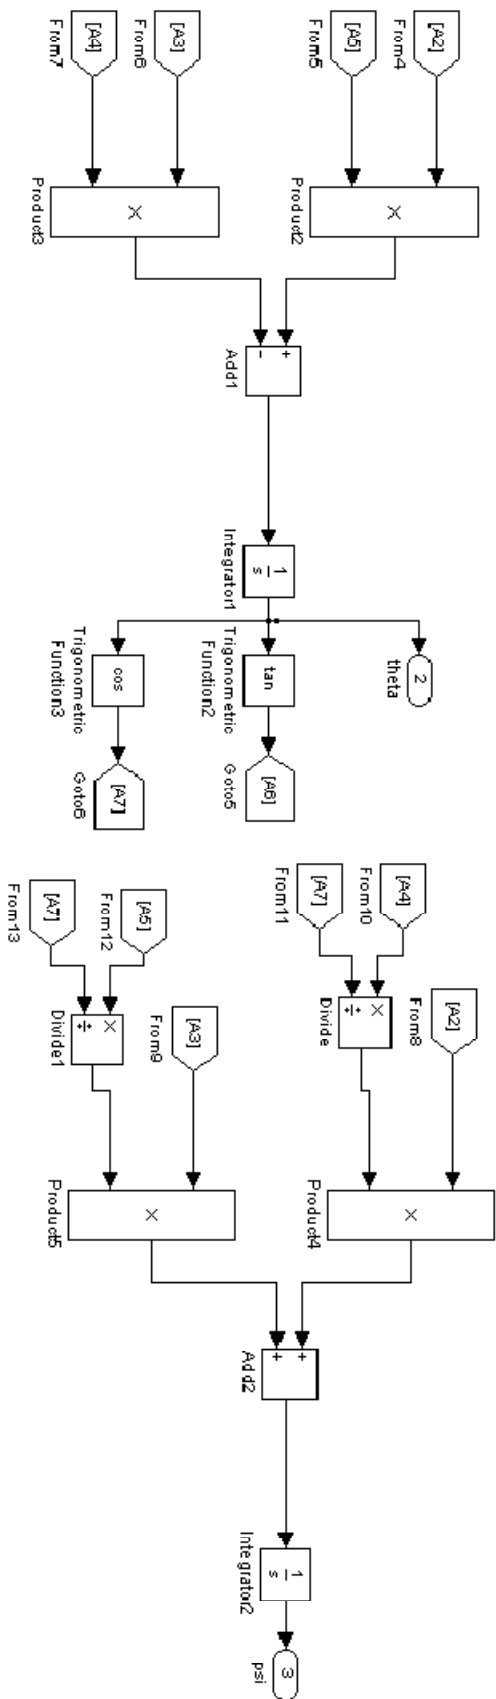 [A2]
From4
[A5]
From5
×
Product2
[A3]
From6
[A4]
From7
×
Product3
+
-
Add1
1
s
Integrator1
2
theta
tan
Trigonometric
Function2
[A6]
Goto5
cos
Trigonometric
Function3
[A7]
Goto6
[A2]
From8
[A4]
From10
[A7]
From11
×
÷
Divide
×
Product4
[A3]
From9
[A5]
From12
[A7]
From13
×
÷
Divide1
×
Product5
+
+
Add2
1
s
Integrator2
3
psi